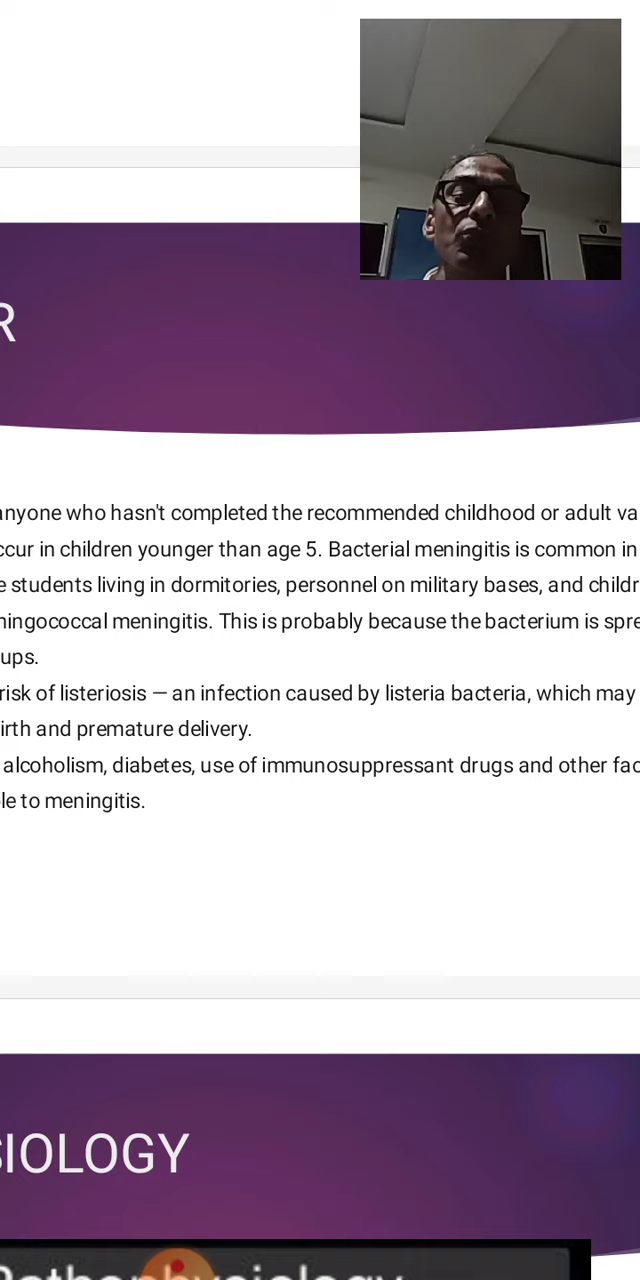 R
anyone who hasn't completed the recommended childhood or adult va
ccur in children younger than age 5. Bacterial meningitis is common in
e students living in dormitories, personnel on military bases, and childr
ningococcal meningitis. This is probably because the bacterium is spre
ups.
risk of listeriosis — an infection caused by listeria bacteria, which may
irth and premature delivery.
alcoholism, diabetes, use of immunosuppressant drugs and other fac
le to meningitis.
SIOLOGY
Pathophysiology